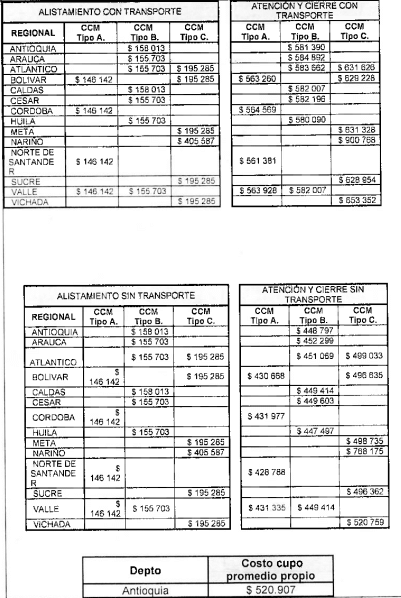 ALISTAMIENTO CON TRANSPORTE
REGIONAL CCM Tipo A. CCM Tipo B. CCM Tipo C.
ANTIOQUIA $ 158 013
ARAUCA $ 155 703
ATLANTICO $ 155 703 $ 195 285
BOLIVAR $ 146 142 $ 195 285
CALDAS $ 158 013
CESAR $ 155 703
CORDOBA $ 146 142
HUILA $ 155 703
META $ 195 285
NARIÑO $ 405 587
NORTE DE
SANTANDE $ 146 142
R
SUCRE $ 195 285
VALLE $ 146 142 $ 155 703
VICHADA $ 195 285
ATENCIÓN Y CIERRE CON
TRANSPORTE
CCM Tipo A. CCM Tipo B. CCM Tipo C.
$ 581 390
$ 584 892
$ 583 662 $ 631 626
$ 563 260 $ 629 228
$ 582 007
$ 582 196
$ 564 569
$ 580 090
$ 631 328
$ 900 768
$ 561 381
$ 628 954
$ 563 928 $ 582 007
$ 653 352
ALISTAMIENTO SIN TRANSPORTE
REGIONAL CCM Tipo A. CCM Tipo B. CCM Tipo C.
ANTIOQUIA $ 158 013
ARAUCA $ 155 703
ATLANTICO $ 155 703 $ 195 285
BOLIVAR $ 146 142 $ 195 285
CALDAS $ 158 013
CESAR $ 155 703
CORDOBA $ 146 142
HUILA $ 155 703
META $ 195 285
NARIÑO $ 405 587
NORTE DE
SANTANDE $ 146 142
R
SUCRE $ 195 285
VALLE $ 146 142 $ 155 703
VICHADA $ 195 285
ATENCIÓN Y CIERRE SIN
TRANSPORTE
CCM Tipo A. CCM Tipo B. CCM Tipo C.
$ 448 797
$ 452 299
$ 451 069 $ 499 033
$ 430 668 $ 496 635
$ 449 414
$ 449 603
$ 431 977
$ 447 497
$ 498 735
$ 768 175
$ 428 788
$ 496 362
$ 431 335 $ 449 414
$ 520 759
Depto Costo cupo
promedio propio
Antioquia $ 520.907